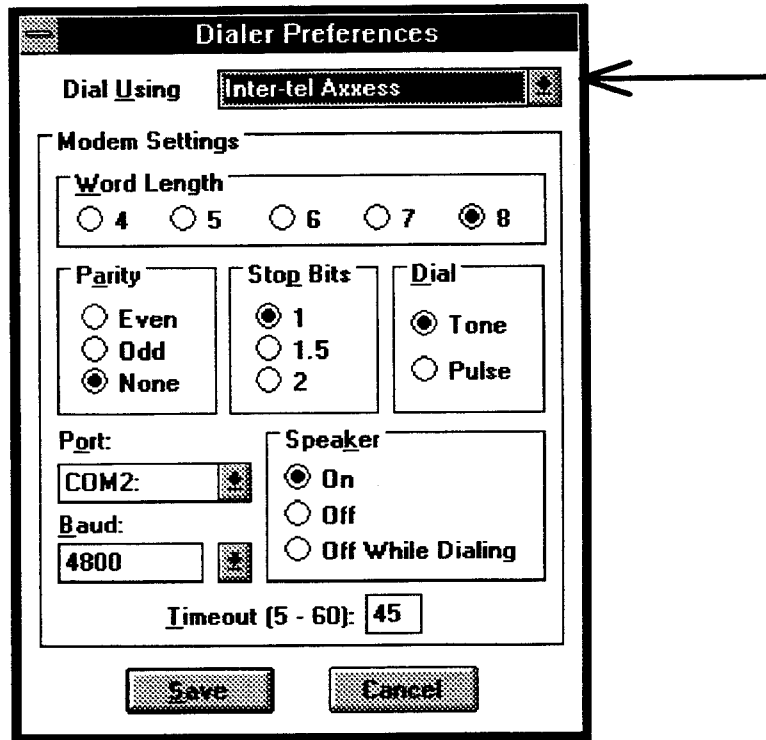 Dialer Preferences
Dial Using Inter-tel Axxess
Modem Settings
Word Length
4 5 6 7 8
Parity Stop Bits Dial
Even 1 Tone
Odd 1.5
None 2 Pulse
Port: Speaker
COM2: On
Baud: Off
4800 Off While Dialing
Timeout (5 - 60): 45
Save Cancel